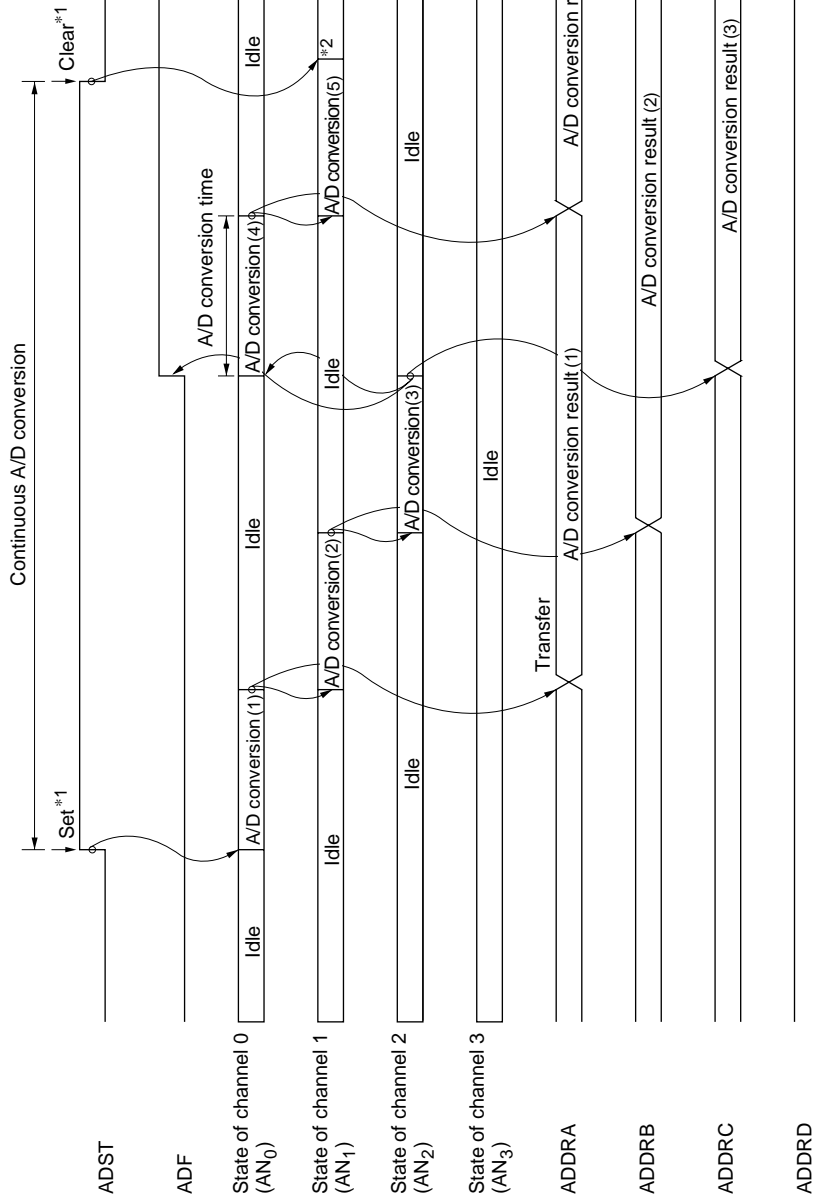 Continuous A/D conversion
Set*1
Clear*1
ADST
ADF
A/D conversion time
State of channel 0
(AN0)
Idle
A/D conversion (1)
Idle
A/D conversion (4)
Idle
State of channel 1
(AN1)
Idle
A/D conversion (2)
Idle
A/D conversion (5)
*2
State of channel 2
(AN2)
Idle
A/D conversion (3)
Idle
State of channel 3
(AN3)
Idle
Transfer
ADDRA
A/D conversion result (1)
A/D conversion
ADDRB
A/D conversion result (2)
ADDRC
A/D conversion result (3)
ADDRD